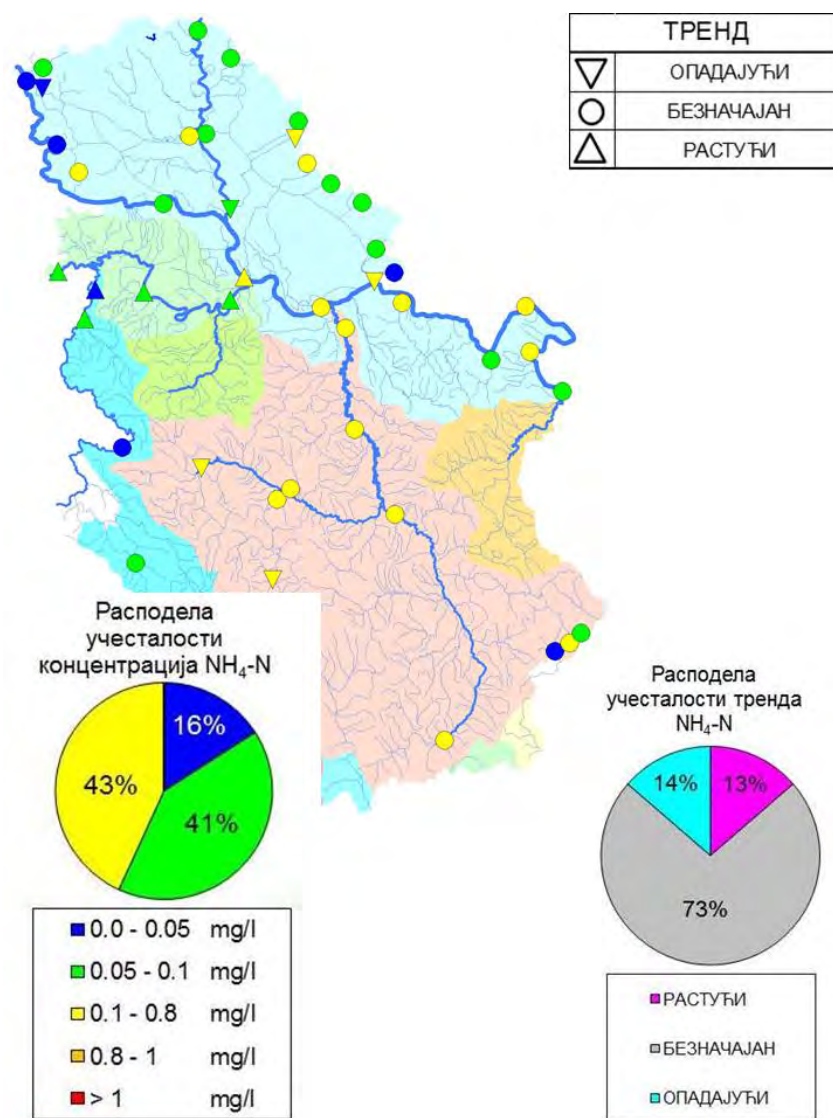 ТРЕНД
ОПАДАЈУЋИ
БЕЗНАЧАЈАН
РАСТУЋИ
Расподела
учесталости
концентрација NH₄-N
16%
43%
41%
0.0 - 0.05 mg/l
0.05 - 0.1 mg/l
0.1 - 0.8 mg/l
0.8 - 1 mg/l
> 1 mg/l
Расподела
учесталости тренда
NH₄-N
14%
13%
73%
РАСТУЋИ
БЕЗНАЧАЈАН
ОПАДАЈУЋИ